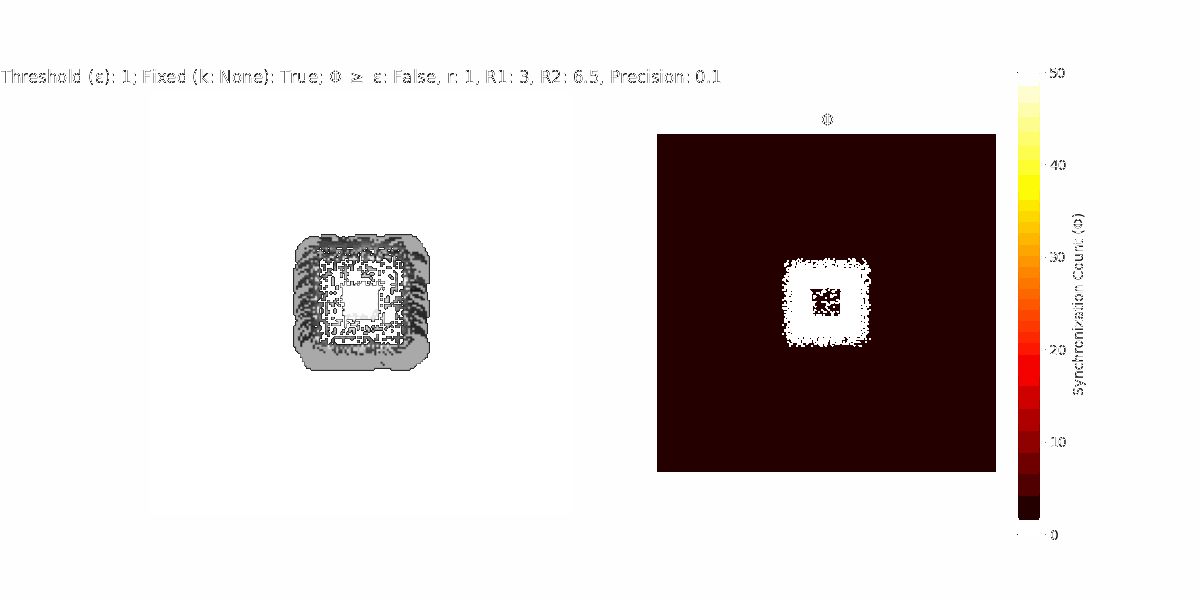 Threshold (ε): 1; Fixed (k: None): True; Φ ≥ ε: False, r: 1, R1: 3, R2: 6.5, Precision: 0.1
Φ
50
40
30
20
10
0
Synchronization Count (Φ)